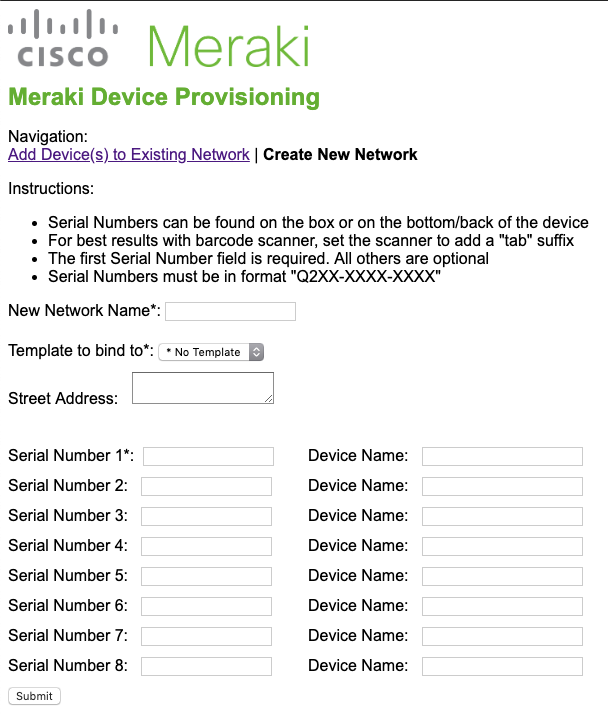 cisco Meraki
Meraki Device Provisioning
Navigation:
Add Device(s) to Existing Network | Create New Network
Instructions:
• Serial Numbers can be found on the box or on the bottom/back of the device
• For best results with barcode scanner, set the scanner to add a "tab" suffix
• The first Serial Number field is required. All others are optional
• Serial Numbers must be in format "Q2XX-XXXX-XXXX"
New Network Name*:
Template to bind to*: * No Template
Street Address:
Serial Number 1*: Device Name:
Serial Number 2: Device Name:
Serial Number 3: Device Name:
Serial Number 4: Device Name:
Serial Number 5: Device Name:
Serial Number 6: Device Name:
Serial Number 7: Device Name:
Serial Number 8: Device Name:
Submit